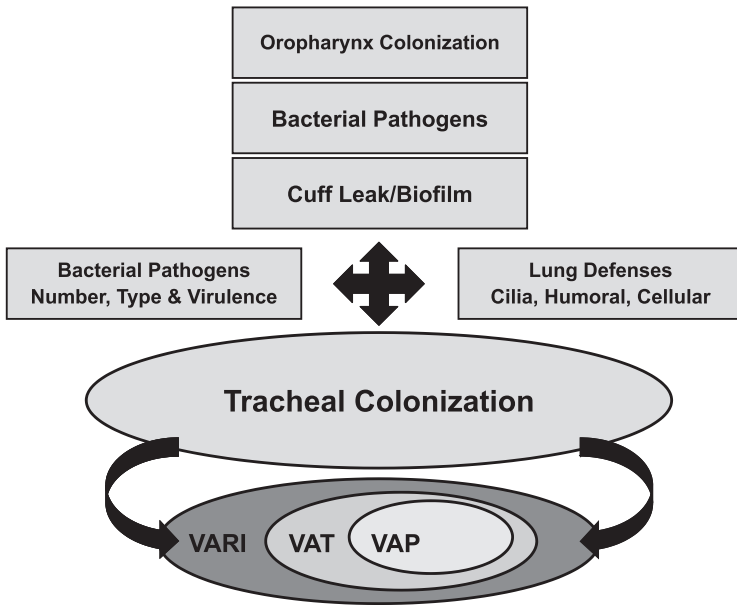 Oropharynx Colonization
Bacterial Pathogens
Cuff Leak/Biofilm
Bacterial Pathogens
Number, Type & Virulence
Lung Defenses
Cilia, Humoral, Cellular
Tracheal Colonization
VARI VAT VAP